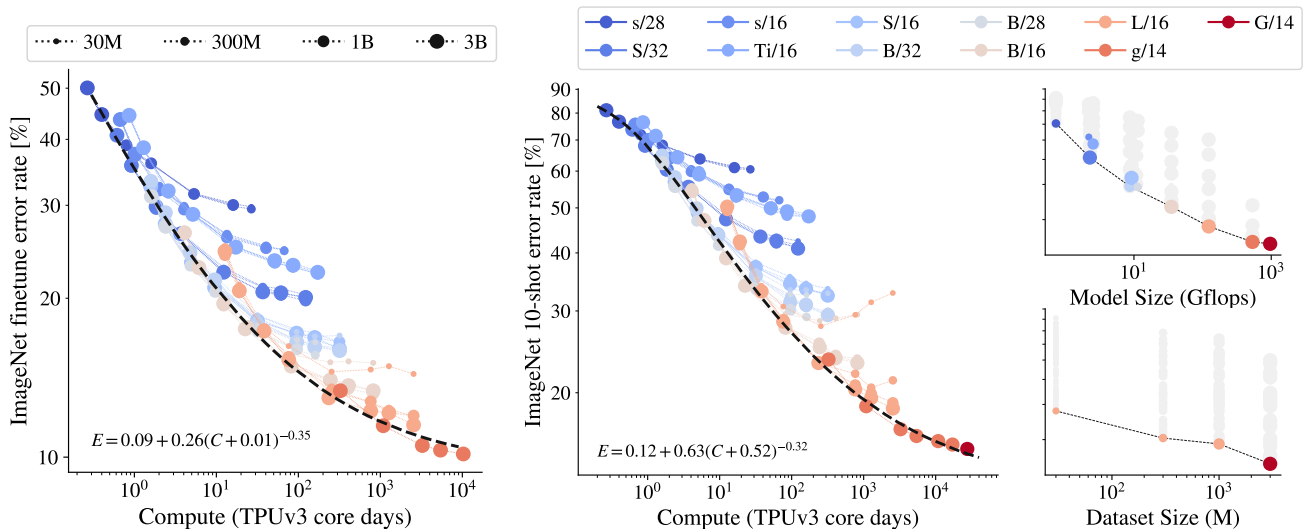 30M 300M 1B 3B
s/28 s/16 S/16 B/28 L/16 G/14
S/32 Ti/16 B/32 B/16 g/14
ImageNet finetune error rate [%]
50
40
30
20
10
E = 0.09 + 0.26(C + 0.01)^{-0.35}
10^0 10^1 10^2 10^3 10^4
Compute (TPUv3 core days)
ImageNet 10-shot error rate [%]
90
80
70
60
50
40
30
20
E = 0.12 + 0.63(C + 0.52)^{-0.32}
10^0 10^1 10^2 10^3 10^4
Compute (TPUv3 core days)
10^1 10^3
Model Size (Gflops)
10^2 10^3
Dataset Size (M)